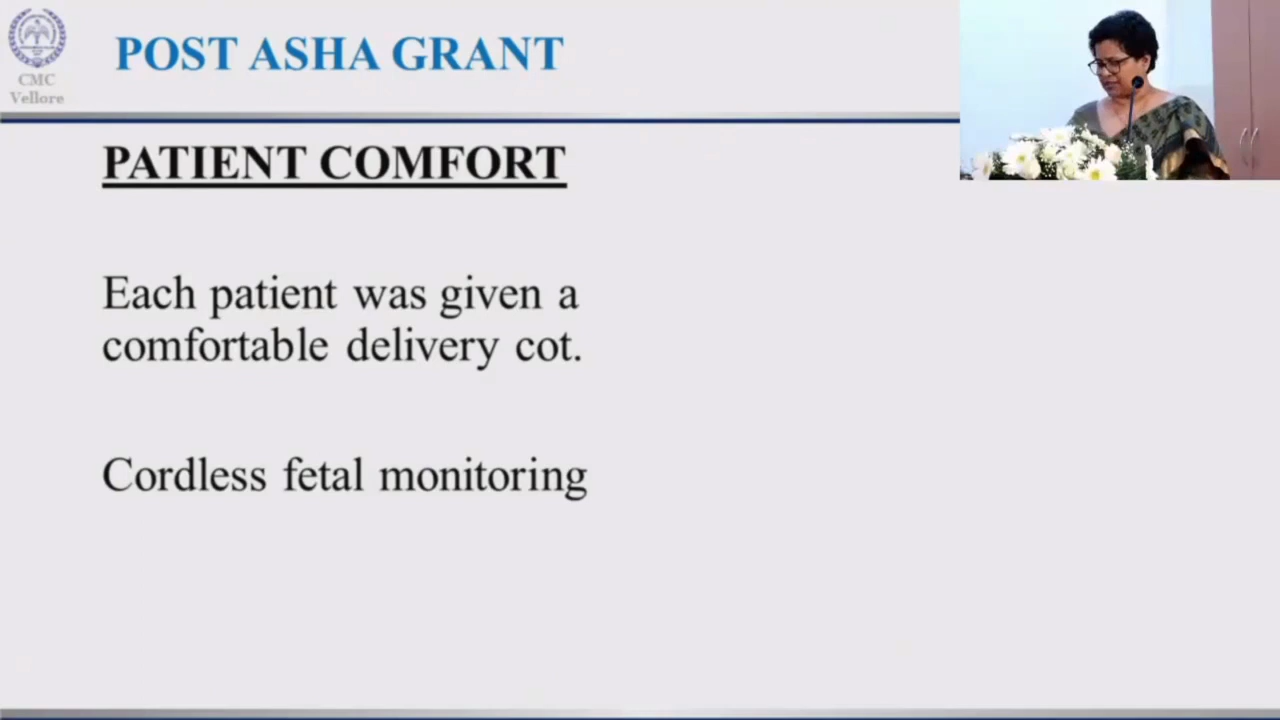 CMC
Vellore
POST ASHA GRANT
PATIENT COMFORT
Each patient was given a
comfortable delivery cot.
Cordless fetal monitoring